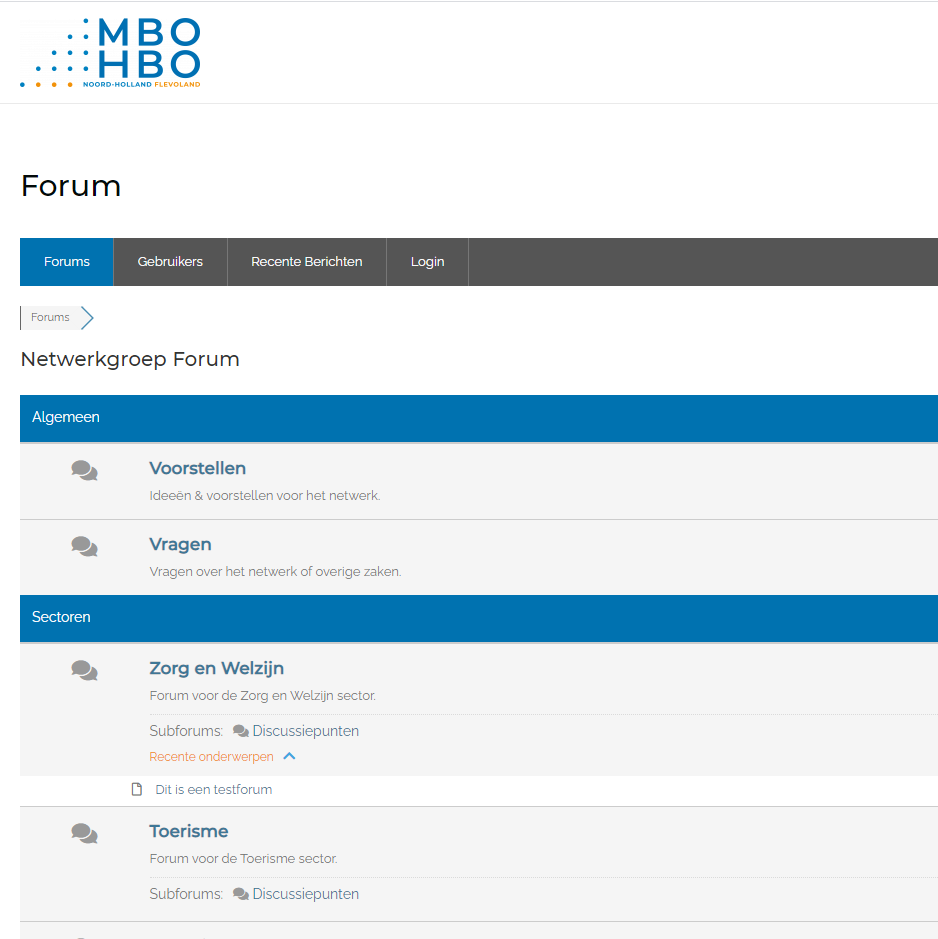 MBO
HBO
NOORD-HOLLAND FLEVOLAND
Forum
Forums Gebruikers Recente Berichten Login
Forums
Netwerkgroep Forum
Algemeen
Voorstellen
Ideeën & voorstellen voor het netwerk.
Vragen
Vragen over het netwerk of overige zaken.
Sectoren
Zorg en Welzijn
Forum voor de Zorg en Welzijn sector.
Subforums: Discussiepunten
Recente onderwerpen
Dit is een testforum
Toerisme
Forum voor de Toerisme sector.
Subforums: Discussiepunten